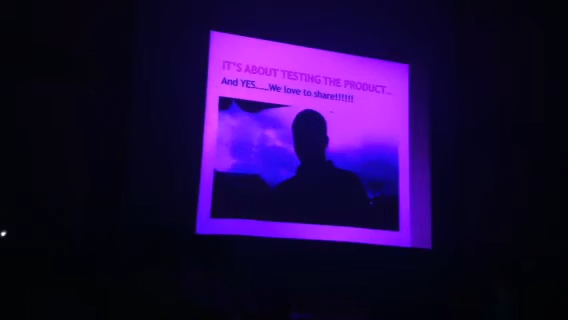 IT'S ABOUT TESTING THE PRODUCT...
And YES......We love to share!!!!!!